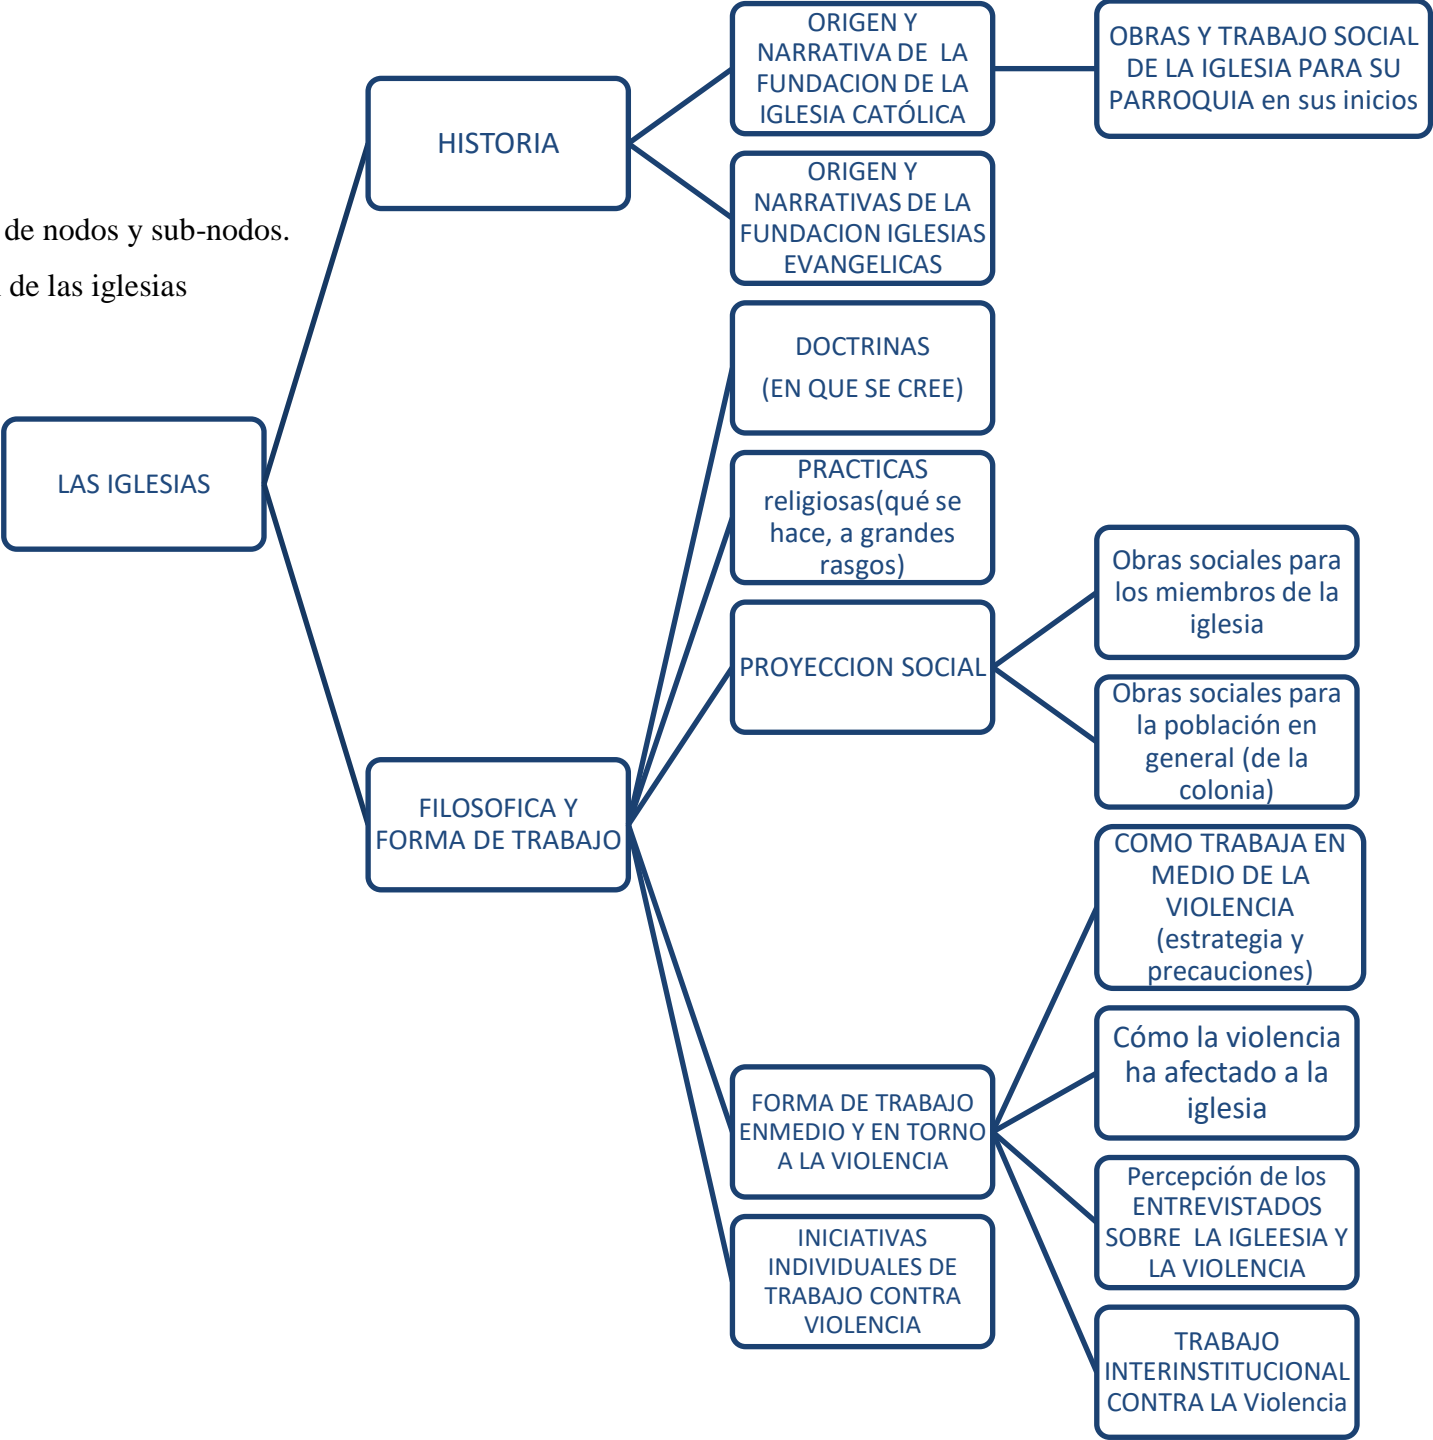 ORIGEN Y
NARRATIVA DE LA
FUNDACION DE LA
IGLESIA CATÓLICA
OBRAS Y TRABAJO SOCIAL
DE LA IGLESIA PARA SU
PARROQUIA en sus inicios
HISTORIA
ORIGEN Y
NARRATIVAS DE LA
FUNDACION IGLESIAS
EVANGELICAS
de nodos y sub-nodos.
de las iglesias
DOCTRINAS
(EN QUE SE CREE)
LAS IGLESIAS
PRACTICAS
religiosas(qué se
hace, a grandes
rasgos)
PROYECCION SOCIAL
Obras sociales para
los miembros de la
iglesia
Obras sociales para
la población en
general (de la
colonia)
FILOSOFICA Y
FORMA DE TRABAJO
COMO TRABAJA EN
MEDIO DE LA
VIOLENCIA
(estrategia y
precauciones)
FORMA DE TRABAJO
ENMEDIO Y EN TORNO
A LA VIOLENCIA
Cómo la violencia
ha afectado a la
iglesia
Percepción de los
ENTREVISTADOS
SOBRE LA IGLEESIA Y
LA VIOLENCIA
TRABAJO
INTERINSTITUCIONAL
CONTRA LA Violencia
INICIATIVAS
INDIVIDUALES DE
TRABAJO CONTRA
VIOLENCIA